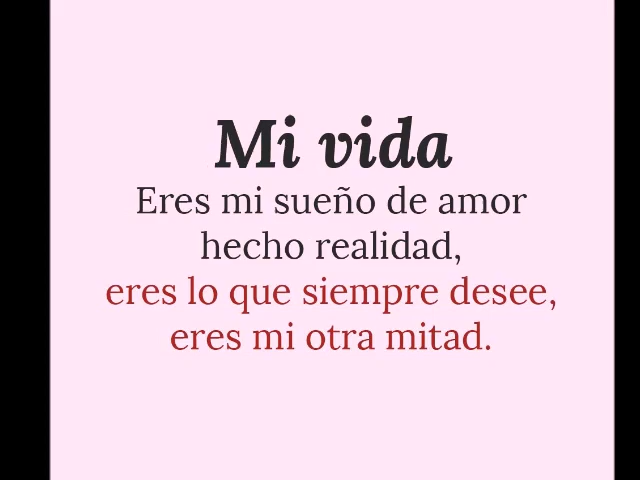 Mi vida
Eres mi sueño de amor
hecho realidad,
eres lo que siempre desee,
eres mi otra mitad.